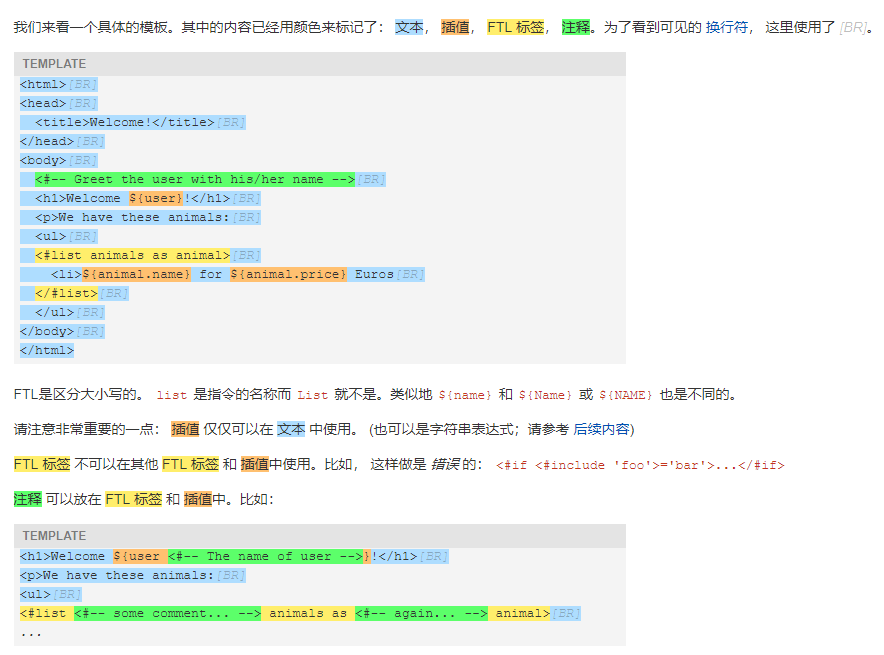 我们来看一个具体的模板。其中的内容已经用颜色来标记了： 文本， 插值， FTL 标签， 注释。为了看到可见的 换行符， 这里使用了 [BR]。
TEMPLATE
<html>[BR]
<head>[BR]
  <title>Welcome!</title>[BR]
</head>[BR]
<body>[BR]
  <#-- Greet the user with his/her name -->[BR]
  <h1>Welcome ${user}!</h1>[BR]
  <p>We have these animals:[BR]
  <ul>[BR]
  <#list animals as animal>[BR]
    <li>${animal.name} for ${animal.price} Euros[BR]
  </#list>[BR]
  </ul>[BR]
</body>[BR]
</html>
FTL是区分大小写的。 list 是指令的名称而 List 就不是。类似地 ${name} 和 ${Name} 或 ${NAME} 也是不同的。
请注意非常重要的一点： 插值 仅仅可以在 文本 中使用。 (也可以是字符串表达式；请参考 后续内容)
FTL 标签 不可以在其他 FTL 标签 和 插值中使用。比如， 这样做是 错误 的： <#if <#include 'foo'>='bar'>...</#if>
注释 可以放在 FTL 标签 和 插值中。比如：
TEMPLATE
<h1>Welcome ${user <#-- The name of user -->}!</h1>[BR]
<p>We have these animals:[BR]
<ul>[BR]
<#list <#-- some comment... --> animals as <#-- again... --> animal>[BR]
...